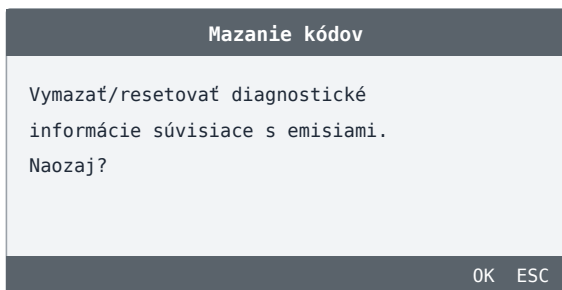 Mazanie kódov
Vymazať/resetovať diagnostické
informácie súvisiace s emisiami.
Naozaj?
OK ESC